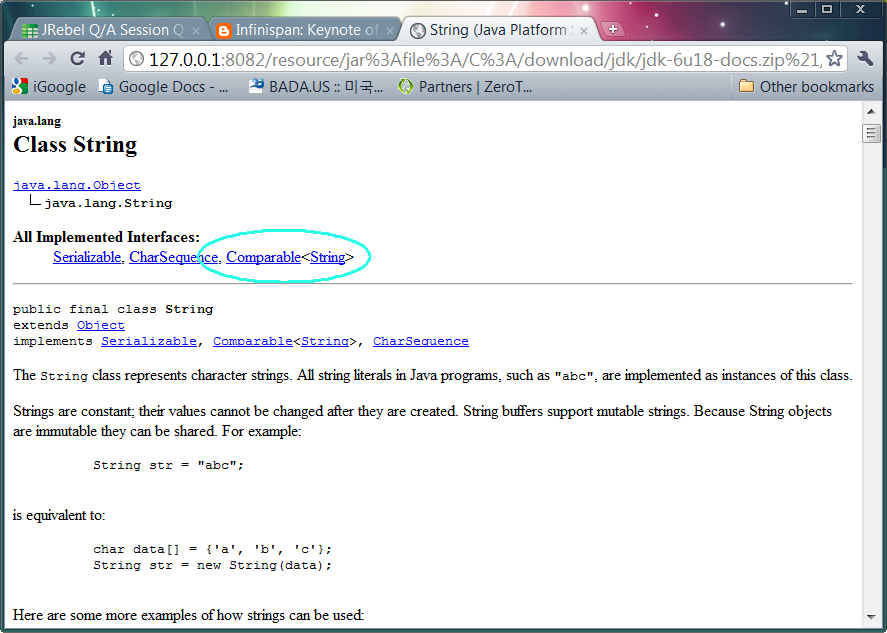 JRebel Q/A Session Q
Infinispan: Keynote of
String (Java Platform
127.0.0.1:8082/resource/jar%3Afile%3A/C%3A/download/jdk/jdk-6u18-docs.zip%21,
iGoogle Google Docs - ... BADA.US :: 미국... Partners | ZeroT... Other bookmarks
java.lang
Class String
java.lang.Object
java.lang.String
All Implemented Interfaces:
Serializable, CharSequence, Comparable<String>
public final class String
extends Object
implements Serializable, Comparable<String>, CharSequence
The String class represents character strings. All string literals in Java programs, such as "abc", are implemented as instances of this class.
Strings are constant; their values cannot be changed after they are created. String buffers support mutable strings. Because String objects
are immutable they can be shared. For example:
String str = "abc";
is equivalent to:
char data[] = {'a', 'b', 'c'};
String str = new String(data);
Here are some more examples of how strings can be used: